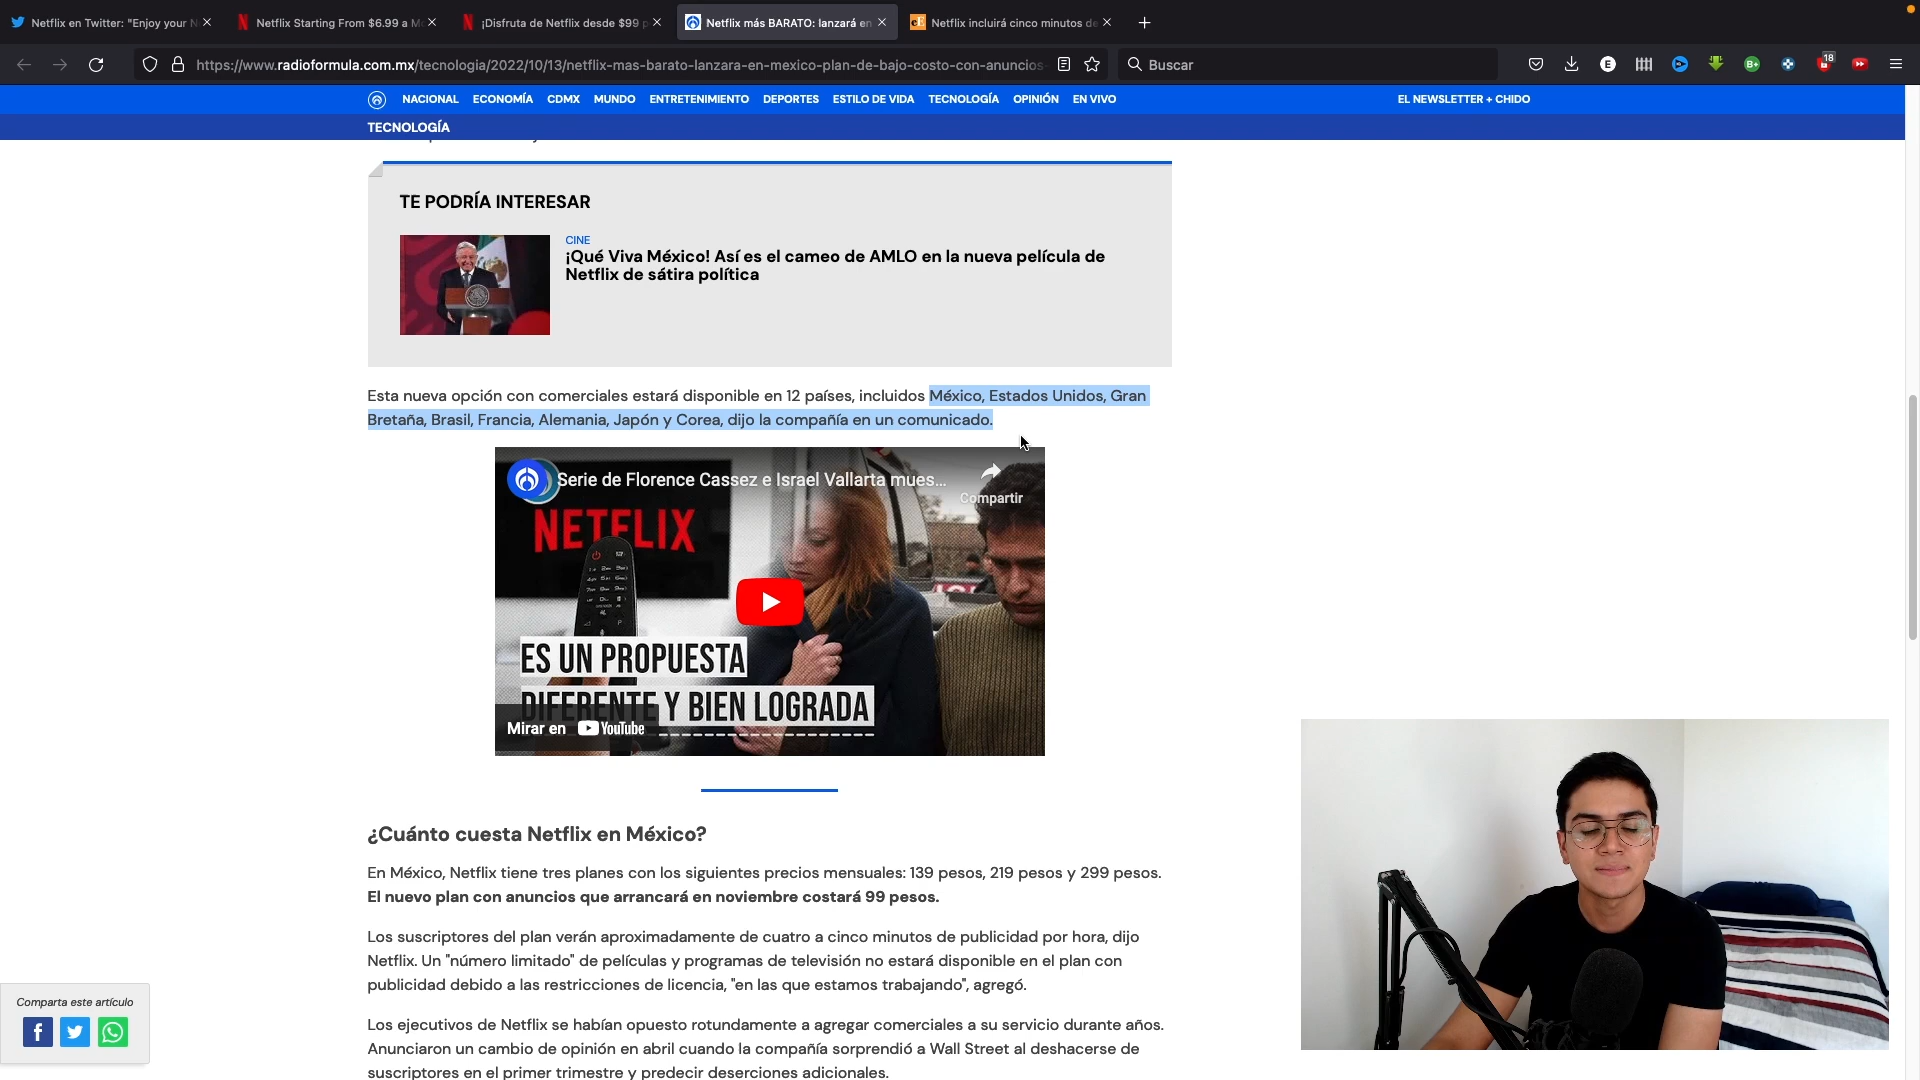 Netflix en Twitter: "Enjoy your N
Netflix Starting From $6.99 a M
¡Disfruta de Netflix desde $99 p
Netflix más BARATO: lanzará en
Netflix incluirá cinco minutos de
https://www.radioformula.com.mx/tecnologia/2022/10/13/netflix-mas-barato-lanzara-en-mexico-plan-de-bajo-costo-con-anuncios-
Buscar
18
NACIONAL ECONOMÍA CDMX MUNDO ENTRETENIMIENTO DEPORTES ESTILO DE VIDA TECNOLOGÍA OPINIÓN EN VIVO EL NEWSLETTER + CHIDO
TECNOLOGÍA
TE PODRÍA INTERESAR
CINE
¡Qué Viva México! Así es el cameo de AMLO en la nueva película de
Netflix de sátira política
Esta nueva opción con comerciales estará disponible en 12 países, incluidos México, Estados Unidos, Gran
Bretaña, Brasil, Francia, Alemania, Japón y Corea, dijo la compañía en un comunicado.
Serie de Florence Cassez e Israel Vallarta mues...
Compartir
NETFLIX
ES UN PROPUESTA
DIFERENTE Y BIEN LOGRADA
Mirar en YouTube
¿Cuánto cuesta Netflix en México?
En México, Netflix tiene tres planes con los siguientes precios mensuales: 139 pesos, 219 pesos y 299 pesos.
El nuevo plan con anuncios que arrancará en noviembre costará 99 pesos.
Los suscriptores del plan verán aproximadamente de cuatro a cinco minutos de publicidad por hora, dijo
Netflix. Un "número limitado" de películas y programas de televisión no estará disponible en el plan con
publicidad debido a las restricciones de licencia, "en las que estamos trabajando", agregó.
Comparta este artículo
Los ejecutivos de Netflix se habían opuesto rotundamente a agregar comerciales a su servicio durante años.
Anunciaron un cambio de opinión en abril cuando la compañía sorprendió a Wall Street al deshacerse de
suscriptores en el primer trimestre y predecir deserciones adicionales.